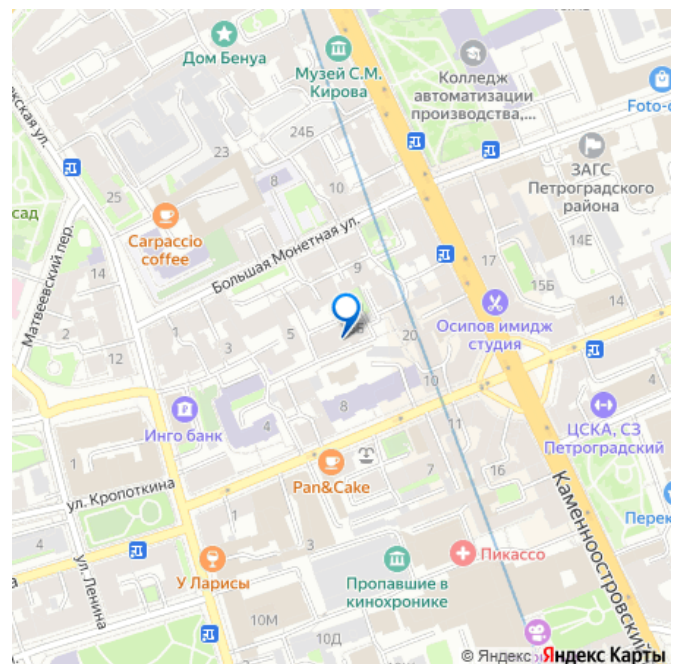 Дом Бенуа
Музей С.М.
Кирова
Колледж
автоматизации
производства,...
Foto-
24Б
23
8
10
ЗАГС
Петроградского
района
25
сад
Carpaccio
coffee
Большая Монетная ул.
Матвеевский пер.
14
9
17
14Е
15Б
14
2
12
1
3
5
20
Осипов имидж
студия
10
4
Инго банк
4
8
11
ЦСКА, СЗ
Петроградский
1
ул. Кропоткина
Pan&Cake
7
16
Каменноостровский
4
ул. Ленина
1
3
У Ларисы
Пикассо
Пропавшие в
кинохронике
10М
10Д
© Яндекс Яндекс Карты